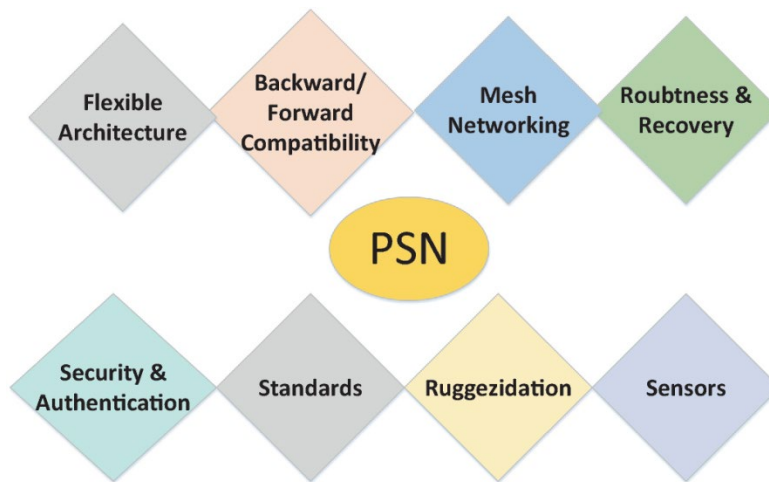 Flexible
Architecture
Backward/
Forward
Compatibility
Mesh
Networking
Roubtness &
Recovery
PSN
Security &
Authentication
Standards
Ruggezidation
Sensors